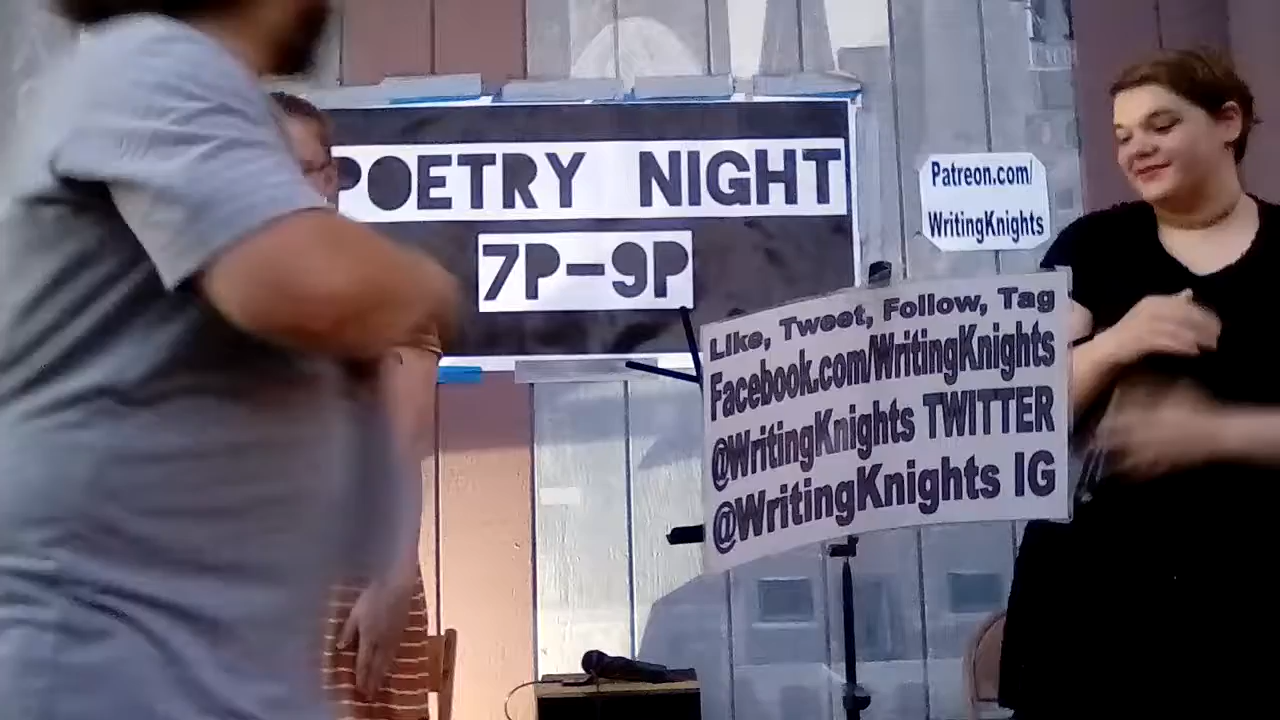 POETRY NIGHT
7P-9P
Patreon.com/
WritingKnights
Like, Tweet, Follow, Tag
Facebook.com/WritingKnights
@WritingKnights TWITTER
@WritingKnights IG